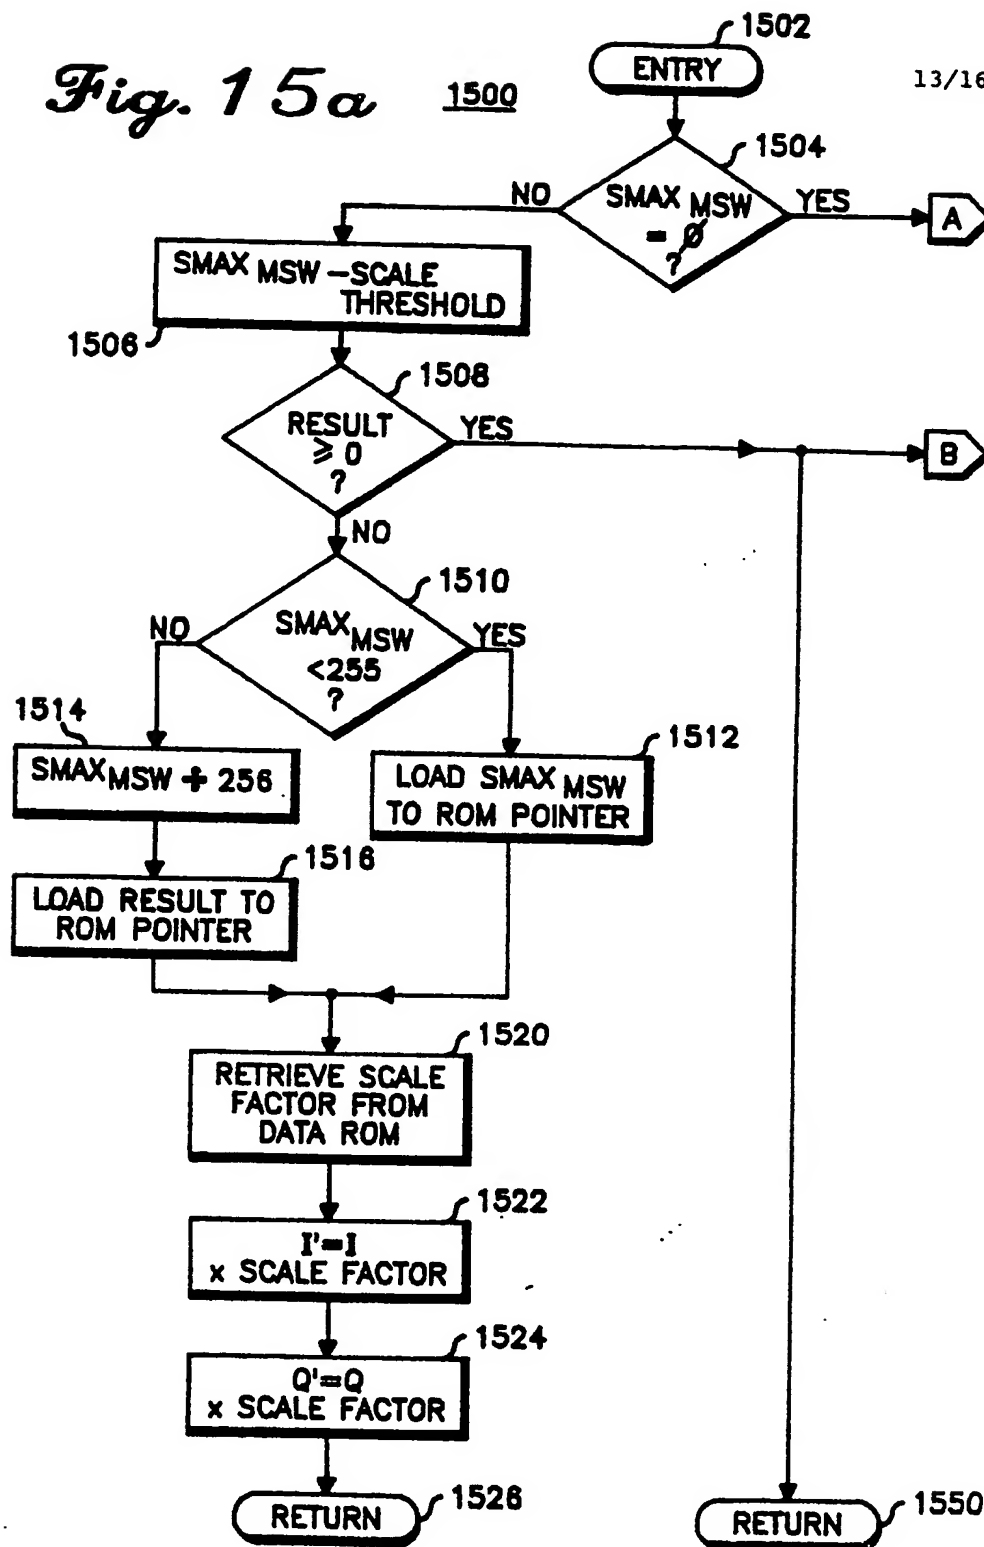 Fig. 15a
1500
13/16
1502
ENTRY
1504
SMAX MSW
= Ø
?
NO
YES
A
SMAX MSW -SCALE
THRESHOLD
1506
1508
RESULT
≥ 0
?
YES
B
NO
1510
SMAX MSW
<255
?
NO
YES
1514
SMAX MSW ÷ 256
1512
LOAD SMAX MSW
TO ROM POINTER
1516
LOAD RESULT TO
ROM POINTER
1520
RETRIEVE SCALE
FACTOR FROM
DATA ROM
1522
I'=I
x SCALE FACTOR
1524
Q'=Q
x SCALE FACTOR
RETURN
1526
RETURN
1550